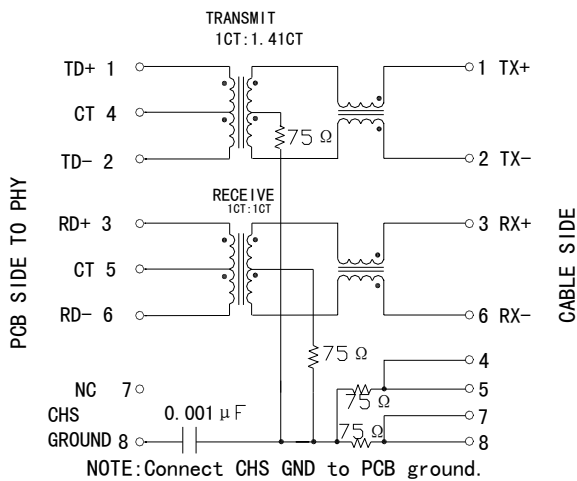 TRANSMIT
1CT:1.41CT
TD+ 1
1 TX+
CT 4
75 Ω
TD- 2
2 TX-
RECEIVE
1CT:1CT
RD+ 3
3 RX+
CT 5
RD- 6
6 RX-
PCB SIDE TO PHY
CABLE SIDE
75 Ω
4
NC 7
5
75 Ω
CHS
GROUND 8
0.001 μF
7
75 Ω
8
NOTE:Connect CHS GND to PCB ground.